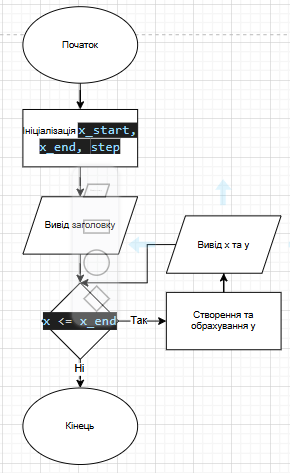 Початок
Ініціалізація x_start,
x_end, step
Вивід заголовку
Вивід x та y
x <= x_end
Так
Створення та
обрахування y
Ні
Кінець